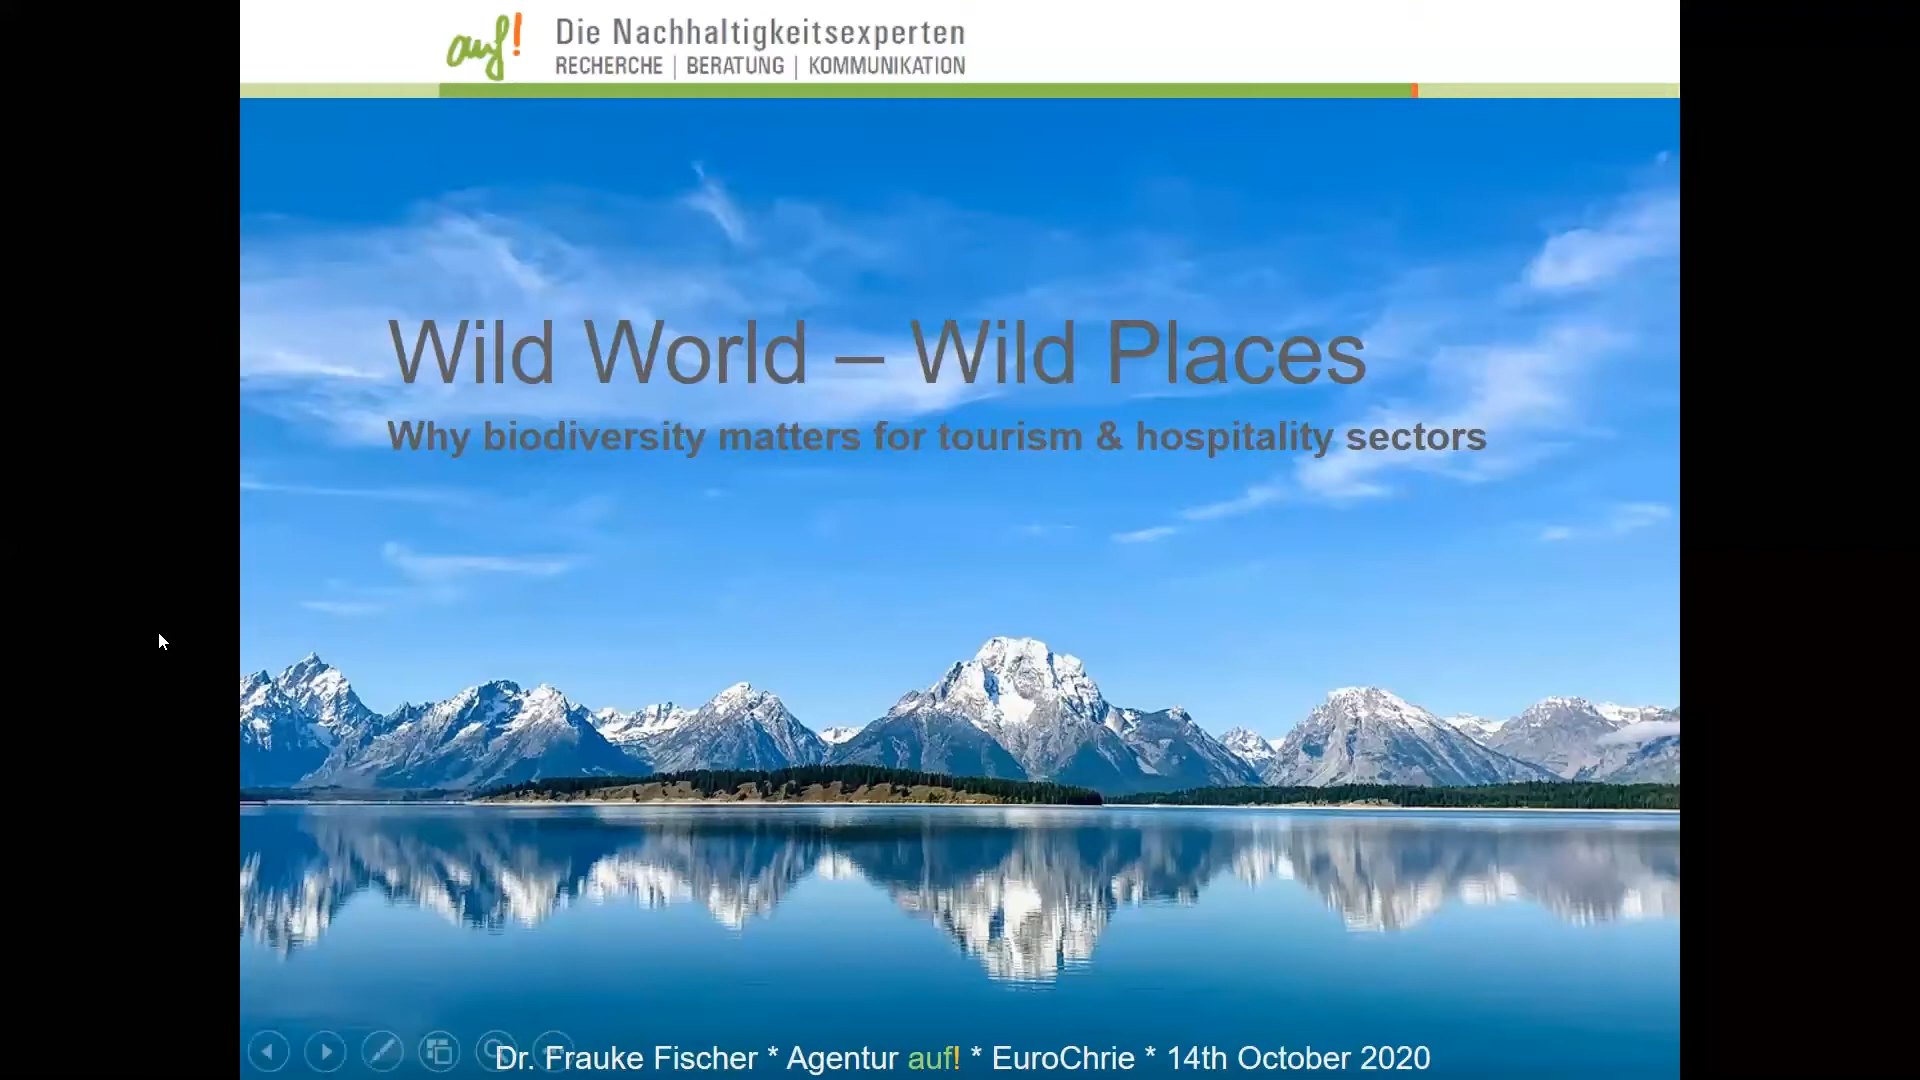 auf!
Die Nachhaltigkeitsexperten
RECHERCHE | BERATUNG | KOMMUNIKATION
Wild World – Wild Places
Why biodiversity matters for tourism & hospitality sectors
Dr. Frauke Fischer * Agentur auf! * EuroChrie * 14th October 2020